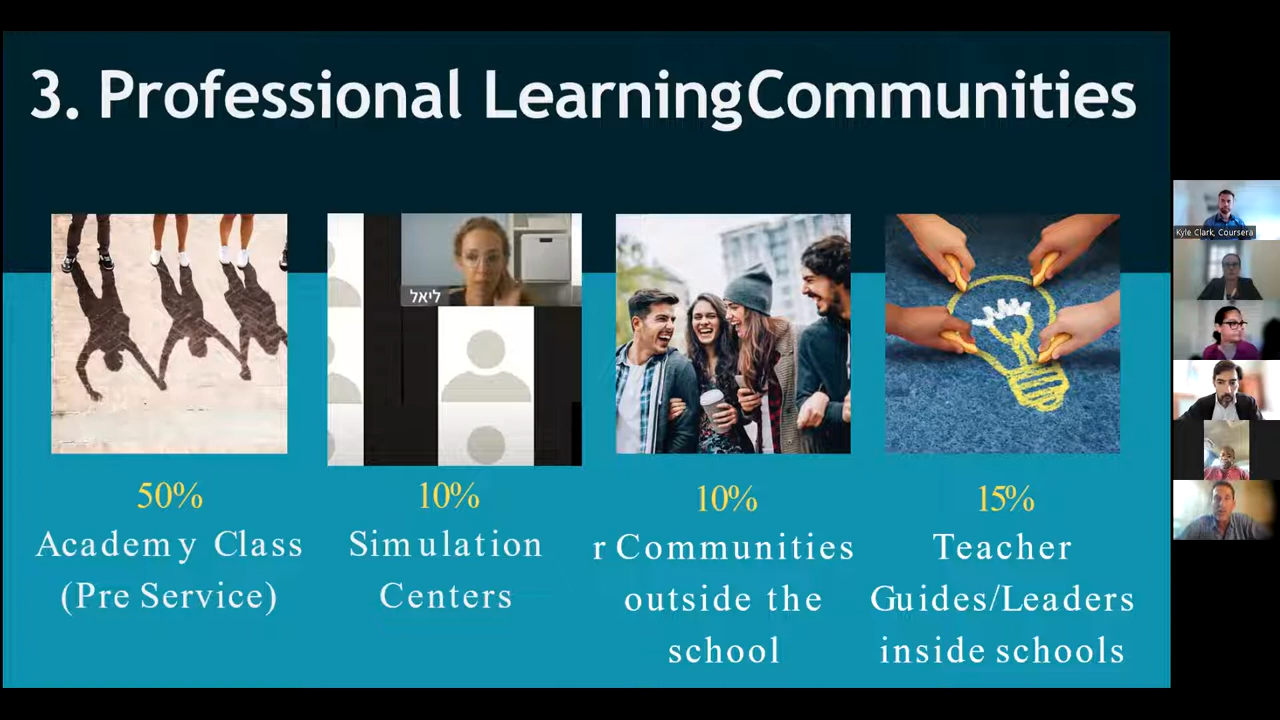 3. Professional LearningCommunities
ליאל
Kyle Clark, Coursera
50%
Academy Class
(Pre Service)
10%
Simulation
Centers
10%
r Communities
outside the
school
15%
Teacher
Guides/Leaders
inside schools